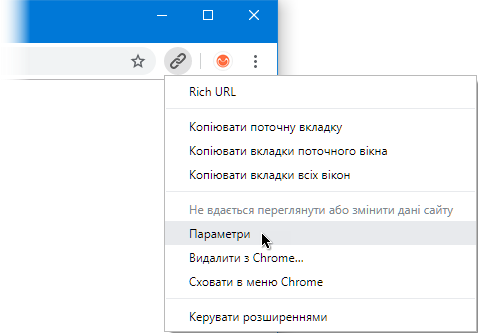 Rich URL
Копіювати поточну вкладку
Копіювати вкладки поточного вікна
Копіювати вкладки всіх вікон
Не вдається переглянути або змінити дані сайту
Параметри
Видалити з Chrome...
Сховати в меню Chrome
Керувати розширеннями